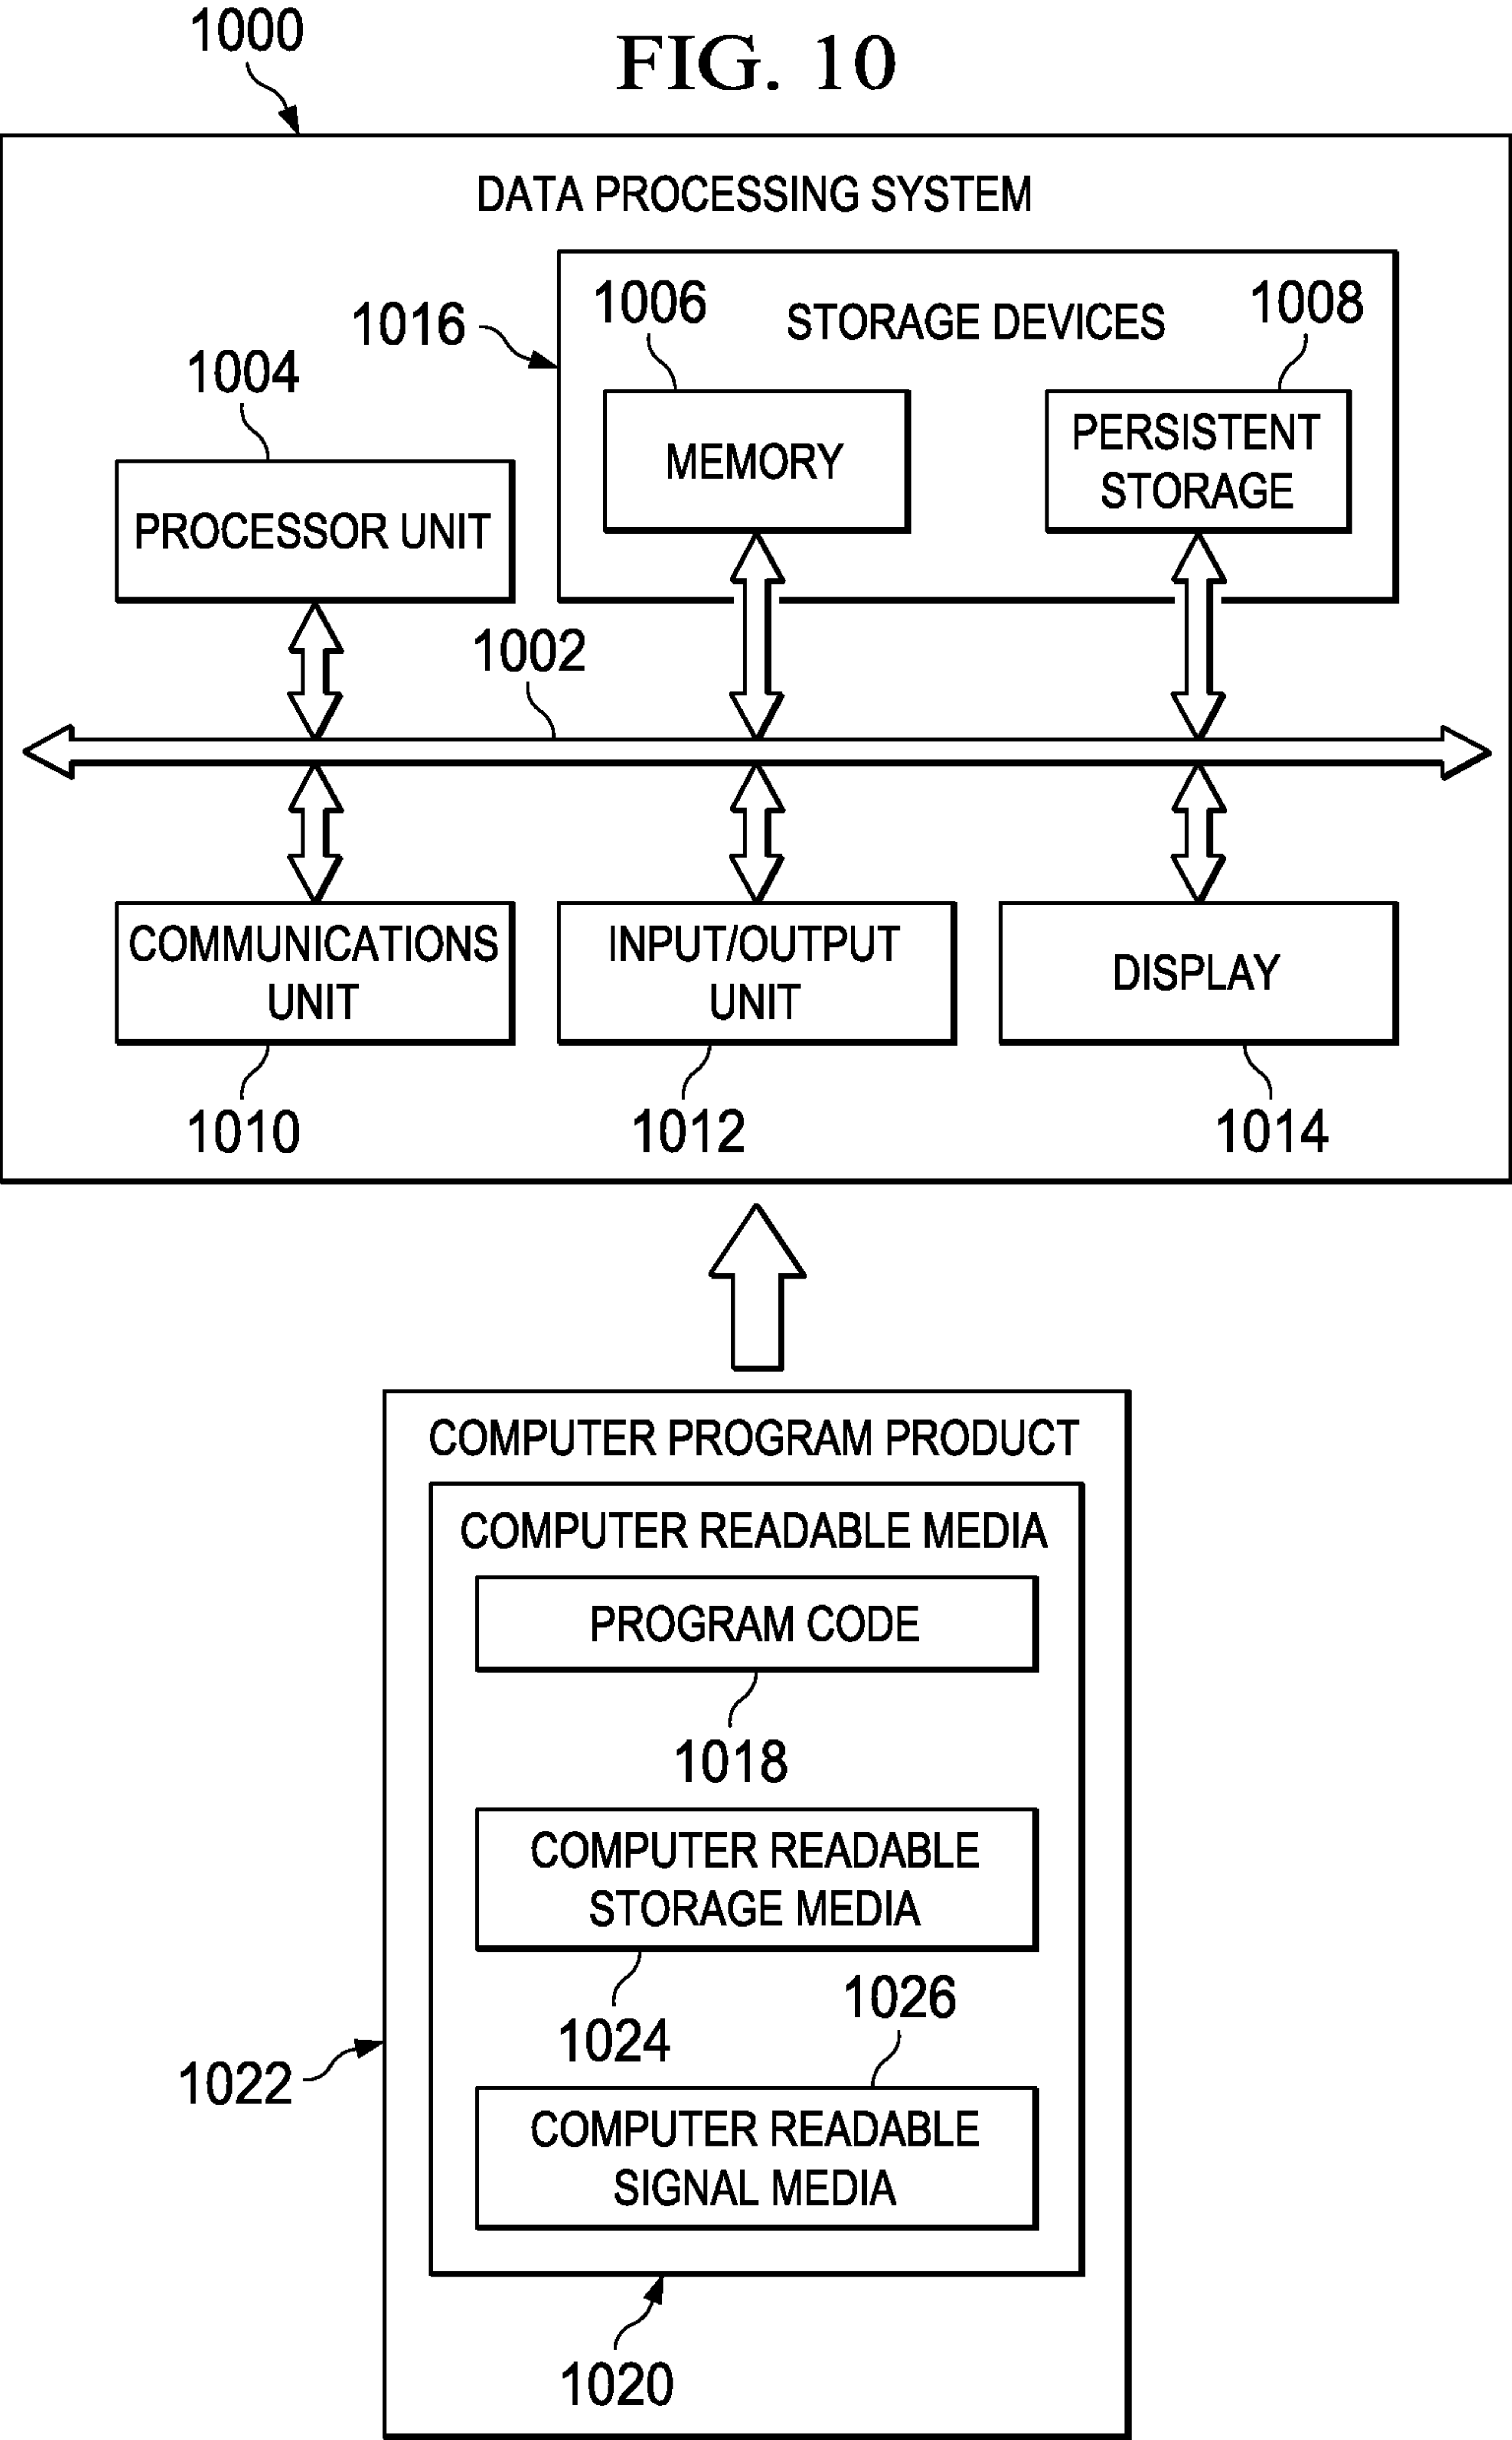 1000
FIG. 10
DATA PROCESSING SYSTEM
1016
1006
STORAGE DEVICES
1008
1004
MEMORY
PERSISTENT
STORAGE
PROCESSOR UNIT
1002
COMMUNICATIONS
UNIT
INPUT/OUTPUT
UNIT
DISPLAY
1010
1012
1014
COMPUTER PROGRAM PRODUCT
COMPUTER READABLE MEDIA
PROGRAM CODE
1018
COMPUTER READABLE
STORAGE MEDIA
1024
1026
1022
COMPUTER READABLE
SIGNAL MEDIA
1020